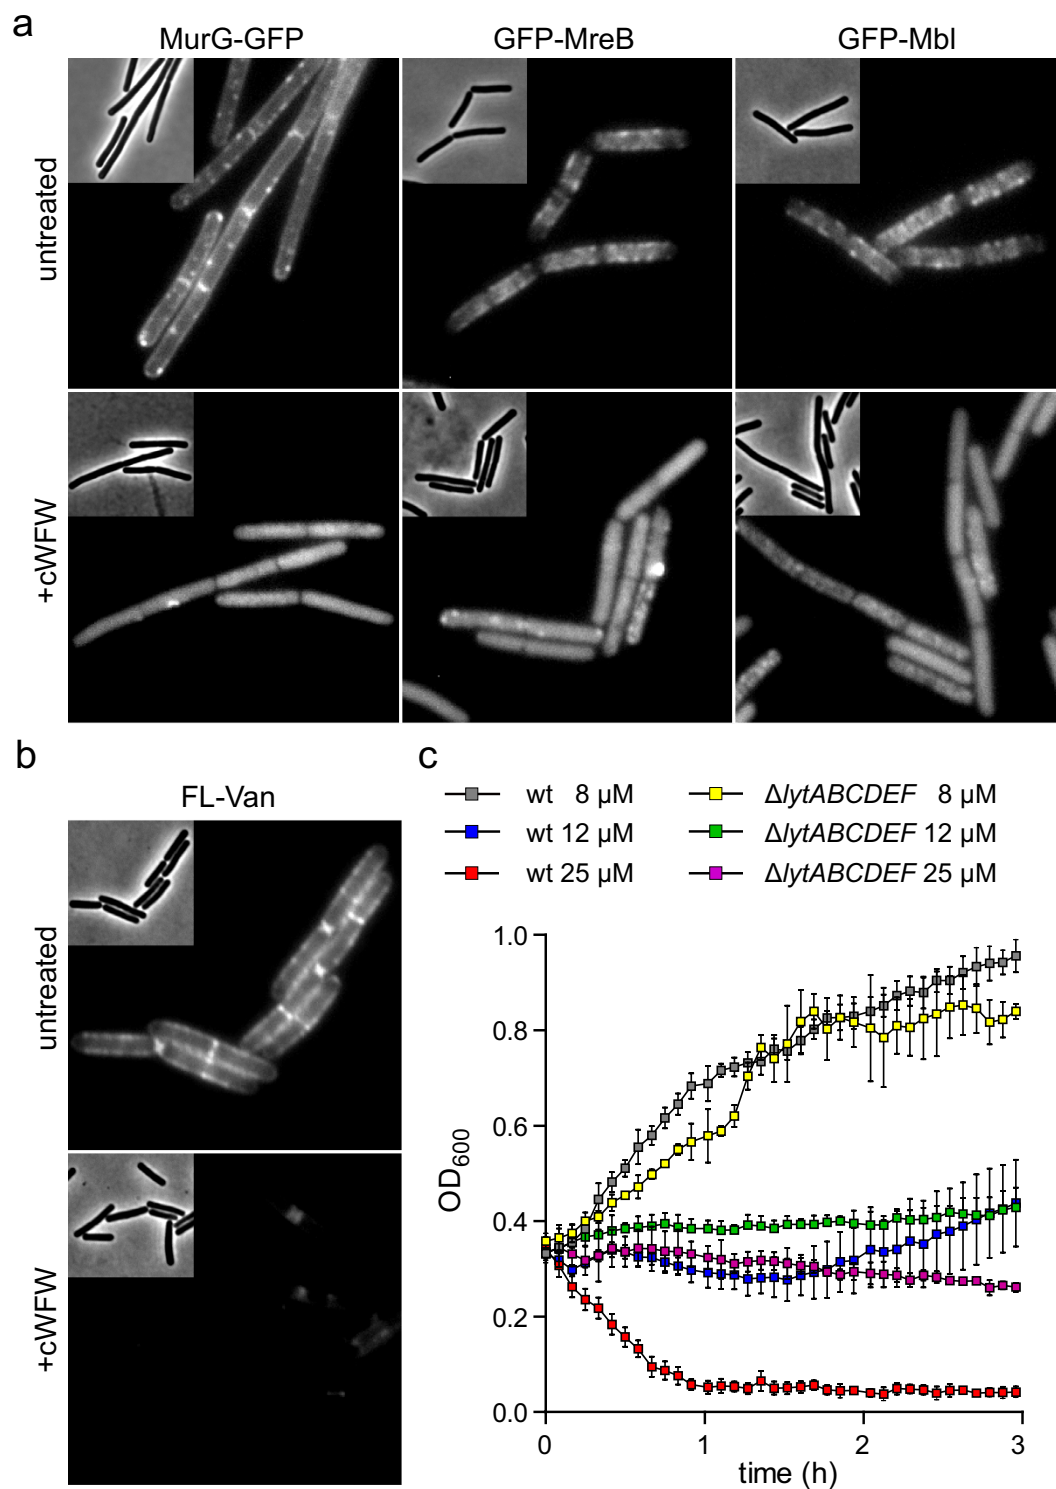 a
MurG-GFP GFP-MreB GFP-Mbl
untreated
+cWFW
b
c
FL-Van
untreated
+cWFW
wt 8 µM ΔlytABCDEF 8 µM
wt 12 µM ΔlytABCDEF 12 µM
wt 25 µM ΔlytABCDEF 25 µM
1.0
0.8
0.6
0.4
0.2
0.0
OD600
0 1 2 3
time (h)